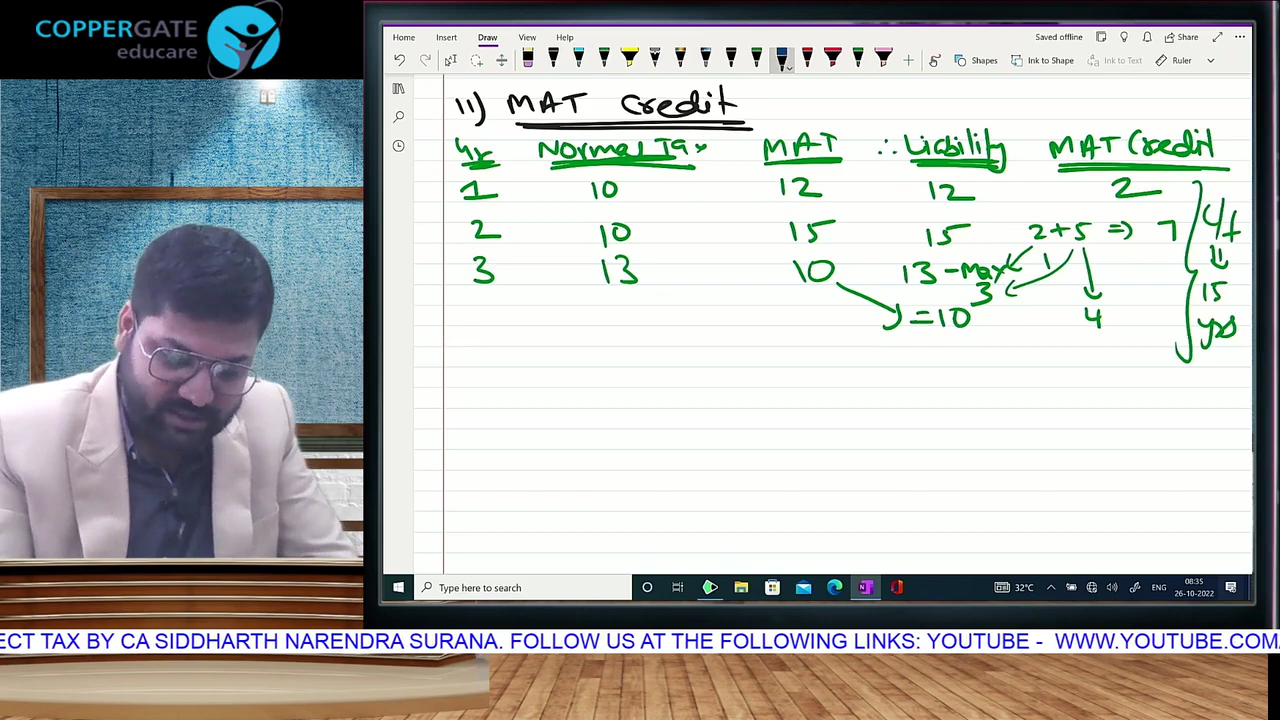 COPPERGATE
educare
Home Insert Draw View Help
Saved offline Share
Shapes Ink to Shape Ink to Text Ruler
11) MAT Credit
Yr Normal Tax MAT ∴ Liability MAT Credit
1 10 12 12 2
2 10 15 15 2+5 ⇒ 7
3 13 10 13 - Max 1
3
= 10 4
c/f
15
yrs
Type here to search
32°C ENG 08:35
26-10-2022
ECT TAX BY CA SIDDHARTH NARENDRA SURANA. FOLLOW US AT THE FOLLOWING LINKS: YOUTUBE - WWW.YOUTUBE.COM/